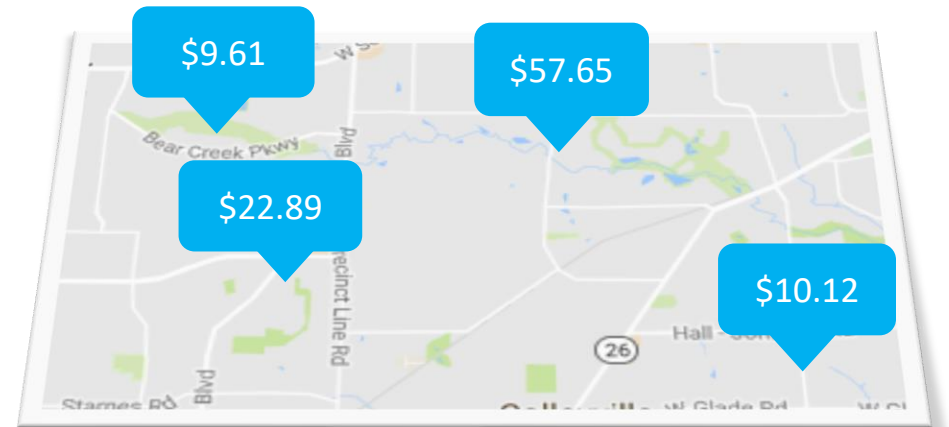 $9.61
$57.65
Bear Creek Pkwy
Blvd
$22.89
Precinct Line Rd
$10.12
26
Hall -
Starnes Rd
Blvd
W Glade Rd